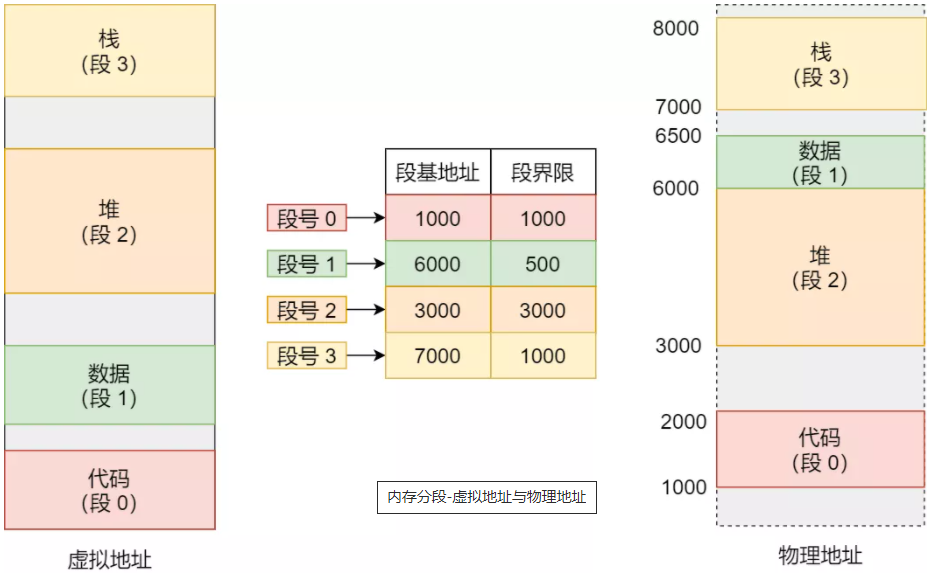 栈
(段 3)
堆
(段 2)
数据
(段 1)
代码
(段 0)
虚拟地址
段基地址 段界限
段号 0 1000 1000
段号 1 6000 500
段号 2 3000 3000
段号 3 7000 1000
内存分段-虚拟地址与物理地址
8000
栈
(段 3)
7000
6500
数据
(段 1)
6000
堆
(段 2)
3000
2000
代码
(段 0)
1000
物理地址